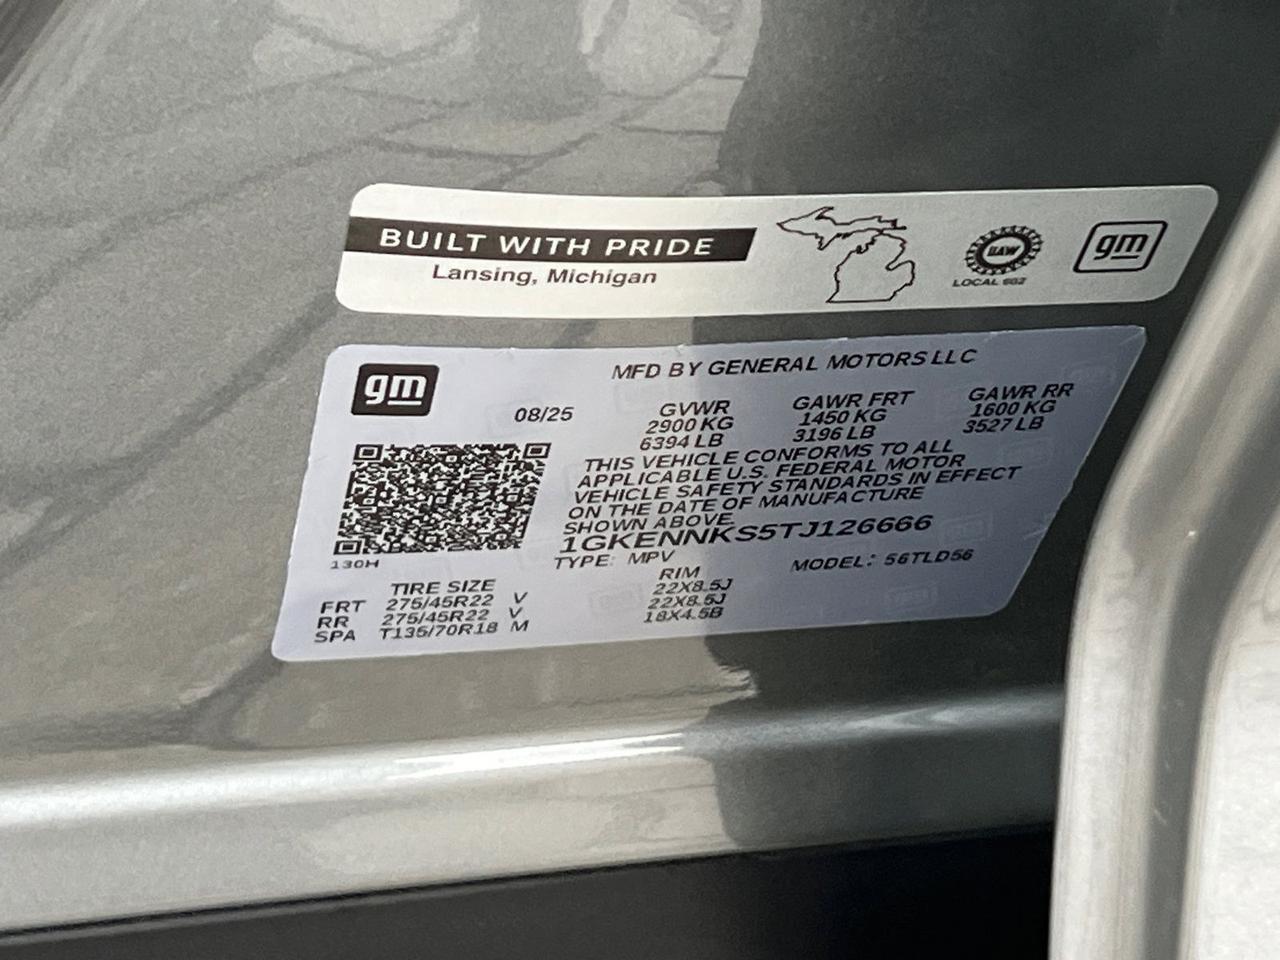 BUILT WITH PRIDE
Lansing, Michigan
UAW
LOCAL 602
gm
gm
MFD BY GENERAL MOTORS LLC
08/25
GVWR GAWR FRT GAWR RR
2900 KG 1450 KG 1600 KG
6394 LB 3196 LB 3527 LB
THIS VEHICLE CONFORMS TO ALL
APPLICABLE U.S. FEDERAL MOTOR
VEHICLE SAFETY STANDARDS IN EFFECT
ON THE DATE OF MANUFACTURE
SHOWN ABOVE.
1GKENNKS5TJ126666
130H
TYPE: MPV MODEL: 56TLD56
TIRE SIZE RIM
FRT 275/45R22 V 22X8.5J
RR 275/45R22 V 22X8.5J
SPA T135/70R18 M 18X4.5B